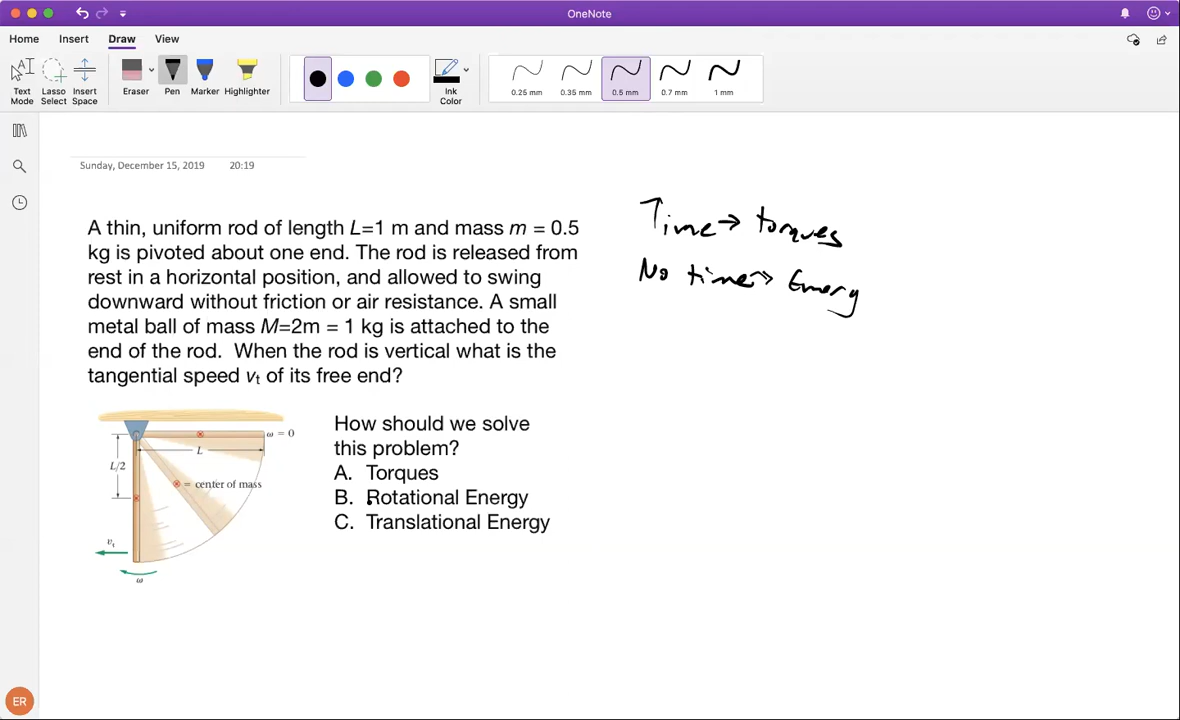 OneNote
Home Insert Draw View
Text Mode
Lasso Select
Insert Space
Eraser
Pen
Marker
Highlighter
Ink Color
0.25 mm
0.35 mm
0.5 mm
0.7 mm
1 mm
Sunday, December 15, 2019 20:19
A thin, uniform rod of length L=1 m and mass m = 0.5
kg is pivoted about one end. The rod is released from
rest in a horizontal position, and allowed to swing
downward without friction or air resistance. A small
metal ball of mass M=2m = 1 kg is attached to the
end of the rod. When the rod is vertical what is the
tangential speed vt of its free end?
Time → torques
No time → Energy
ω = 0
L
L/2
⊗ = center of mass
vt
ω
How should we solve
this problem?
A. Torques
B. Rotational Energy
C. Translational Energy
ER